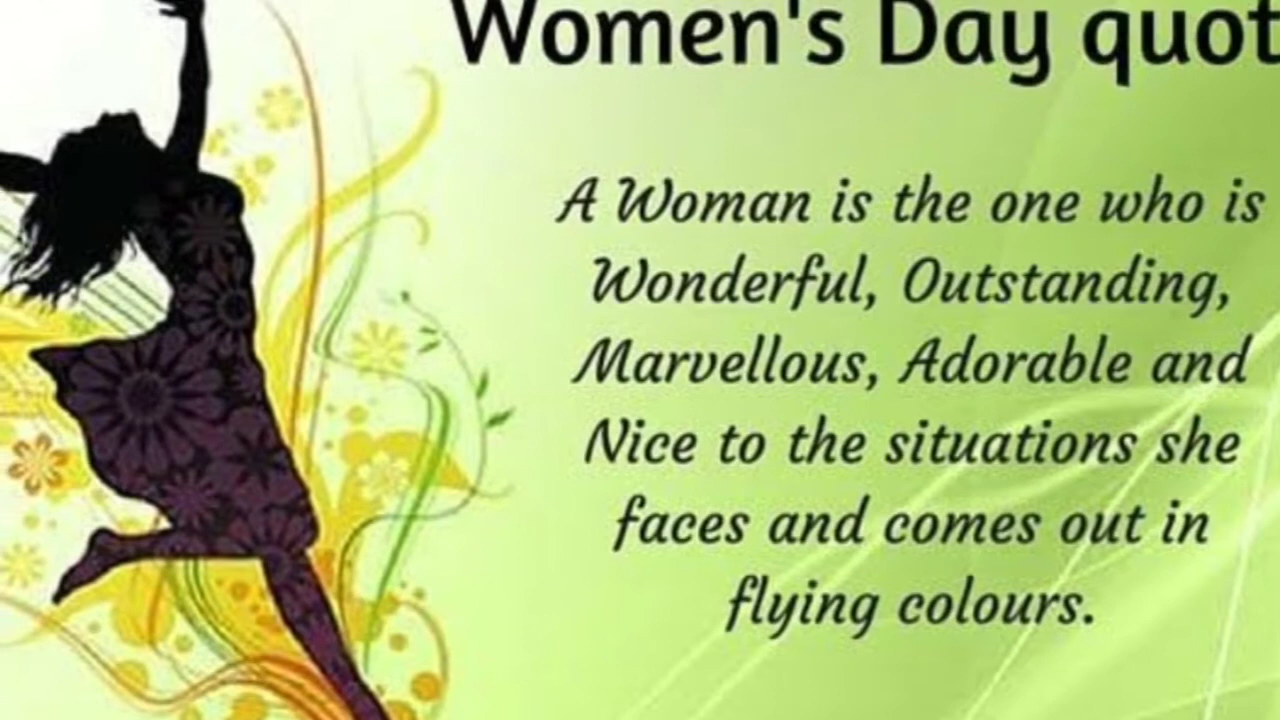 Women's Day quot
A Woman is the one who is
Wonderful, Outstanding,
Marvellous, Adorable and
Nice to the situations she
faces and comes out in
flying colours.